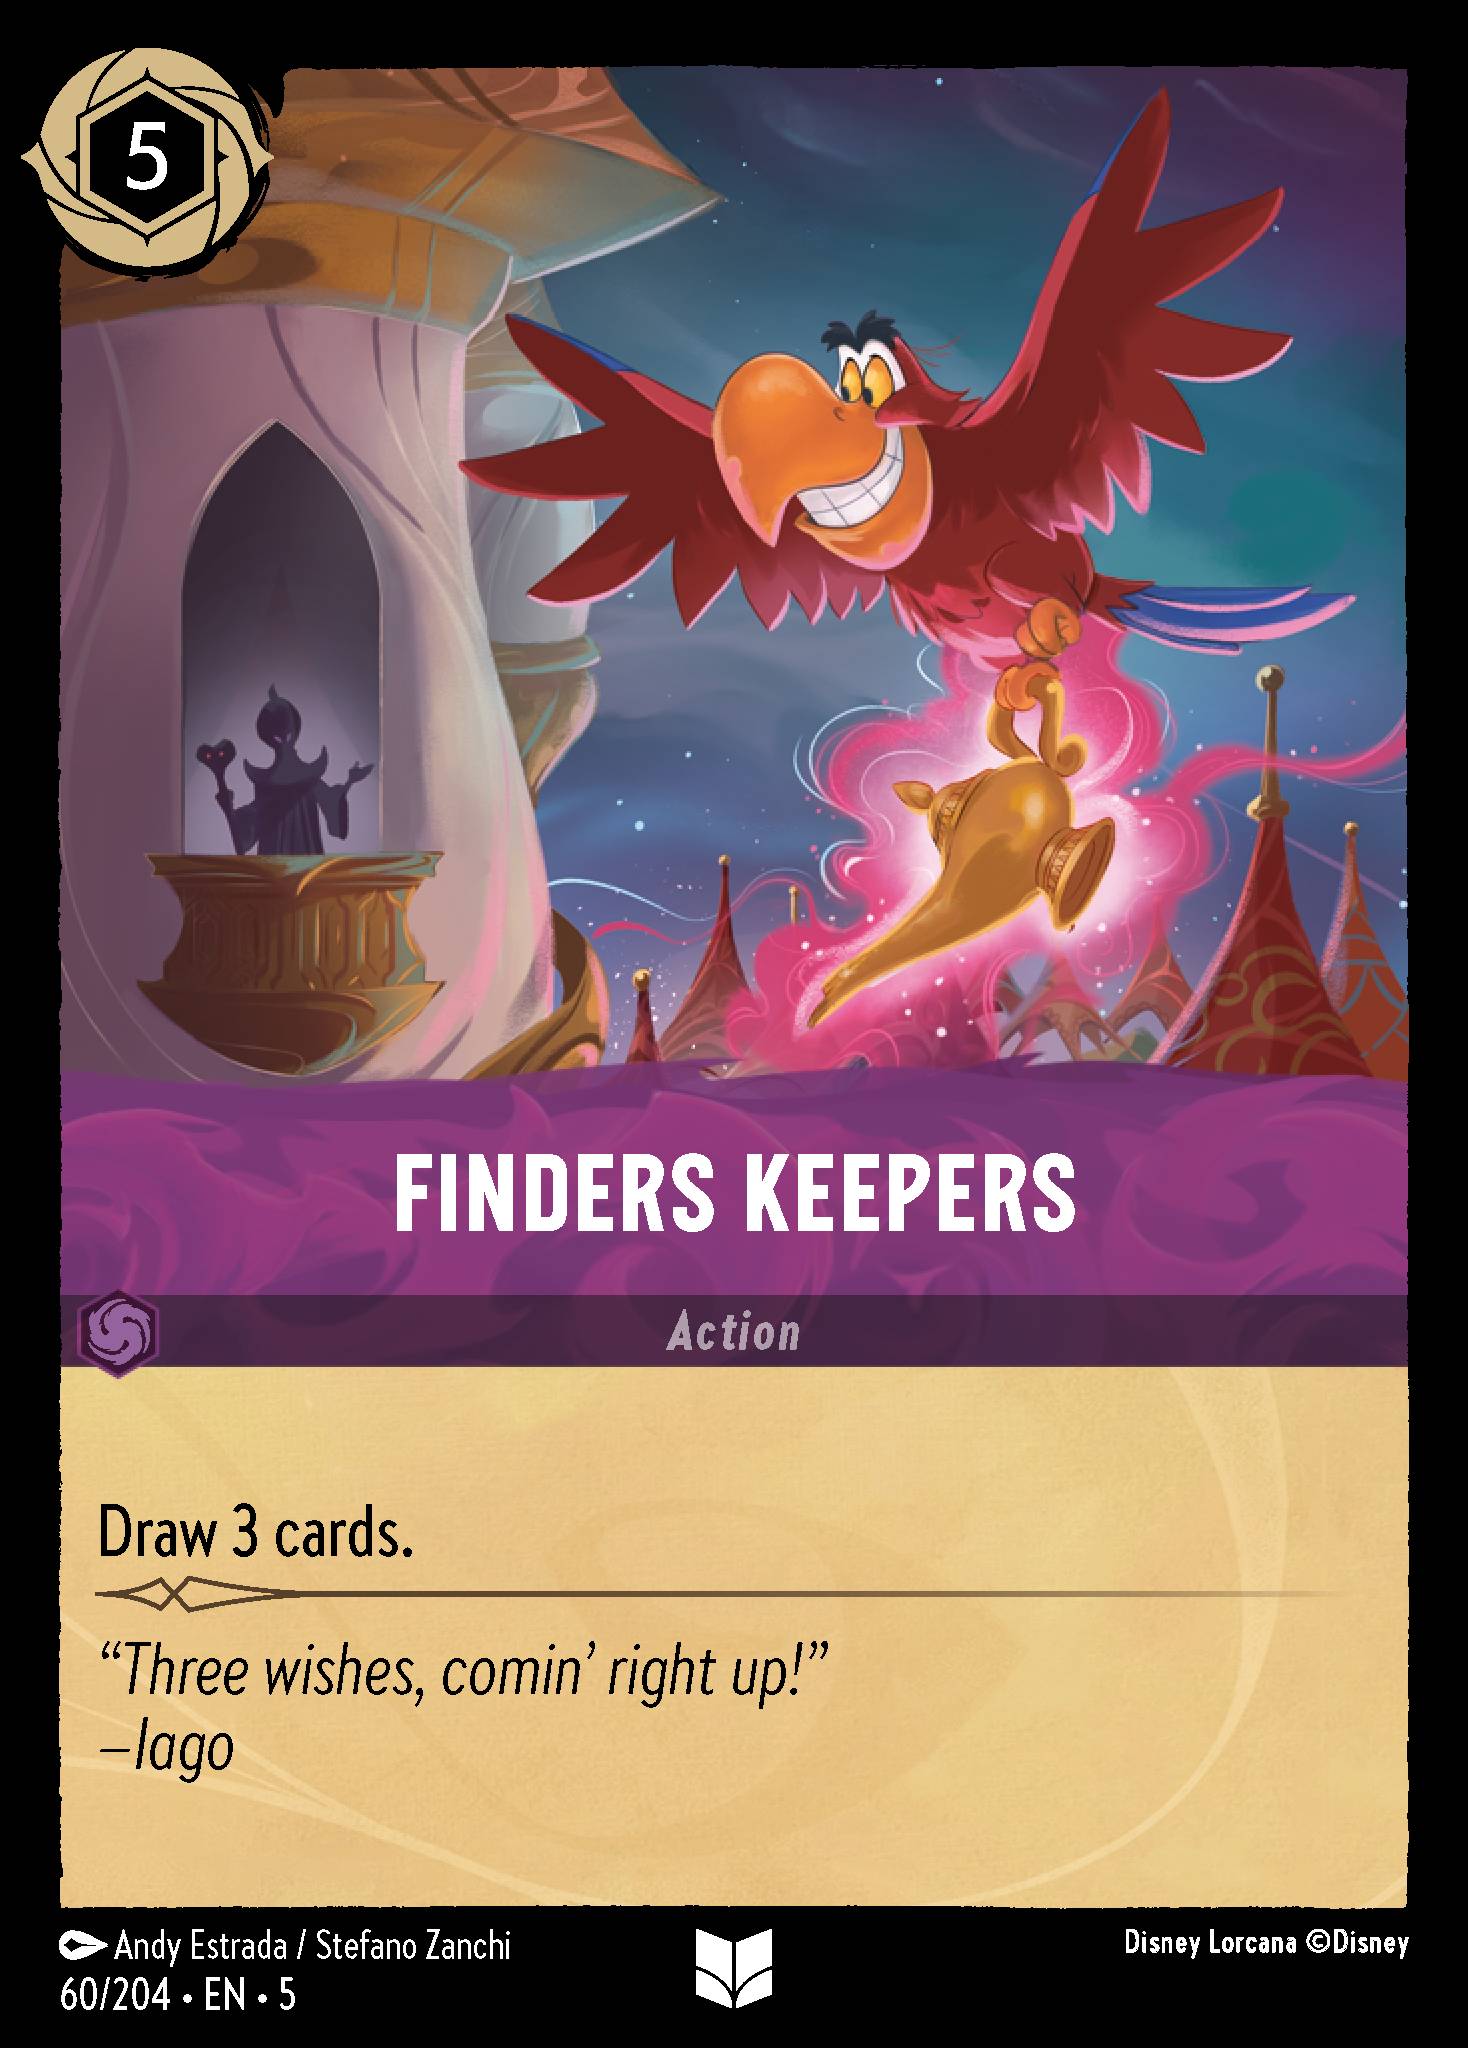 5
FINDERS KEEPERS
Action
Draw 3 cards.
“Three wishes, comin’ right up!”
–Iago
Andy Estrada / Stefano Zanchi
Disney Lorcana ©Disney
60/204 • EN • 5